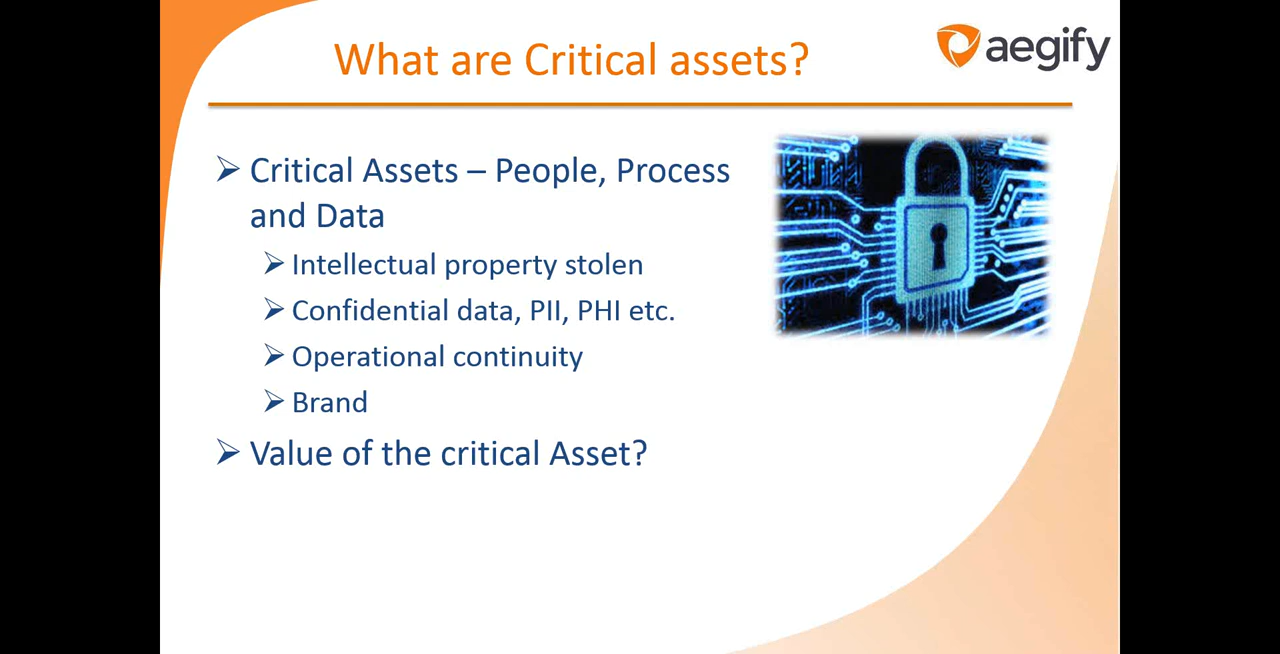 What are Critical assets?
aegify
Critical Assets – People, Process
and Data
Intellectual property stolen
Confidential data, PII, PHI etc.
Operational continuity
Brand
Value of the critical Asset?